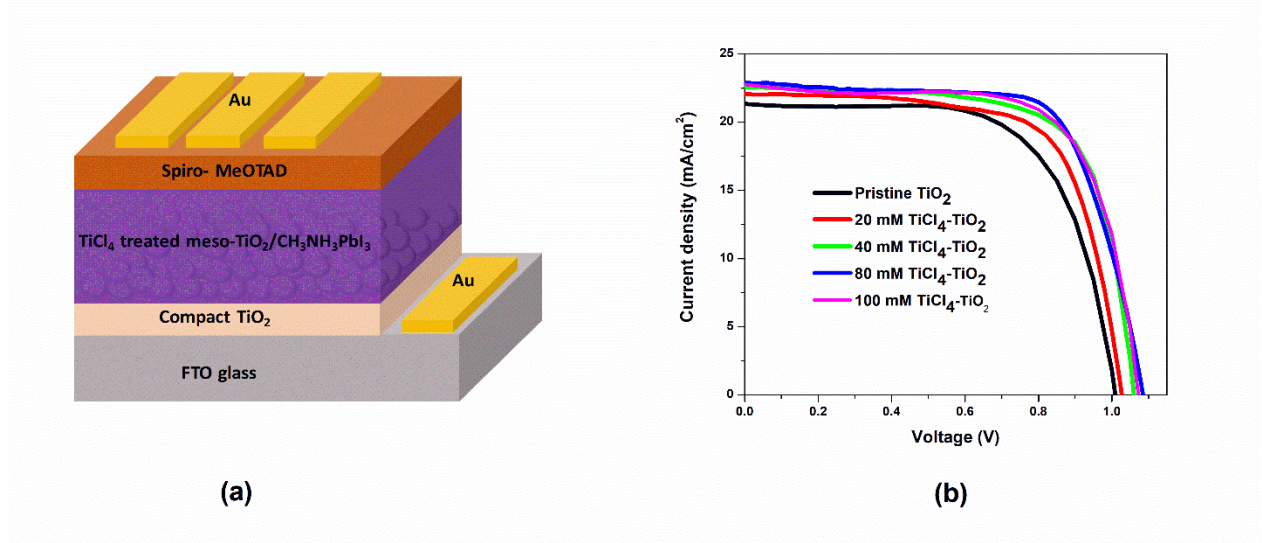 Au
Spiro- MeOTAD
TiCl₄ treated meso-TiO₂/CH₃NH₃PbI₃
Au
Compact TiO₂
FTO glass
(a)
25
20
15
10
5
0
0.0 0.2 0.4 0.6 0.8 1.0
Current density (mA/cm²)
Voltage (V)
Pristine TiO₂
20 mM TiCl₄-TiO₂
40 mM TiCl₄-TiO₂
80 mM TiCl₄-TiO₂
100 mM TiCl₄-TiO₂
(b)